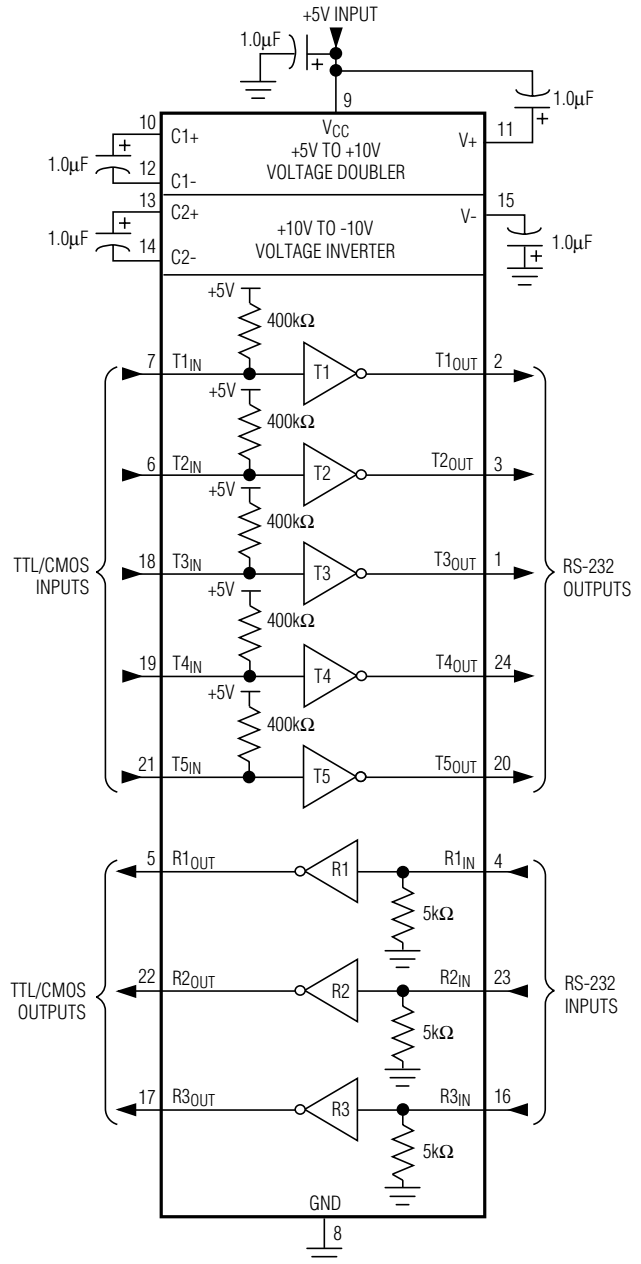 +5V INPUT
1.0µF
+
1.0µF
+
9
10
C1+
VCC
V+
11
+5V TO +10V
VOLTAGE DOUBLER
1.0µF
+
12
C1-
13
C2+
V-
15
+10V TO -10V
VOLTAGE INVERTER
1.0µF
+
14
C2-
+
1.0µF
+5V
400kΩ
7
T1IN
T1
T1OUT
2
+5V
400kΩ
6
T2IN
T2
T2OUT
3
+5V
400kΩ
TTL/CMOS
INPUTS
18
T3IN
T3
T3OUT
1
RS-232
OUTPUTS
+5V
400kΩ
19
T4IN
T4
T4OUT
24
+5V
400kΩ
21
T5IN
T5
T5OUT
20
5
R1OUT
R1
R1IN
4
5kΩ
TTL/CMOS
OUTPUTS
22
R2OUT
R2
R2IN
23
RS-232
INPUTS
5kΩ
17
R3OUT
R3
R3IN
16
5kΩ
GND
8